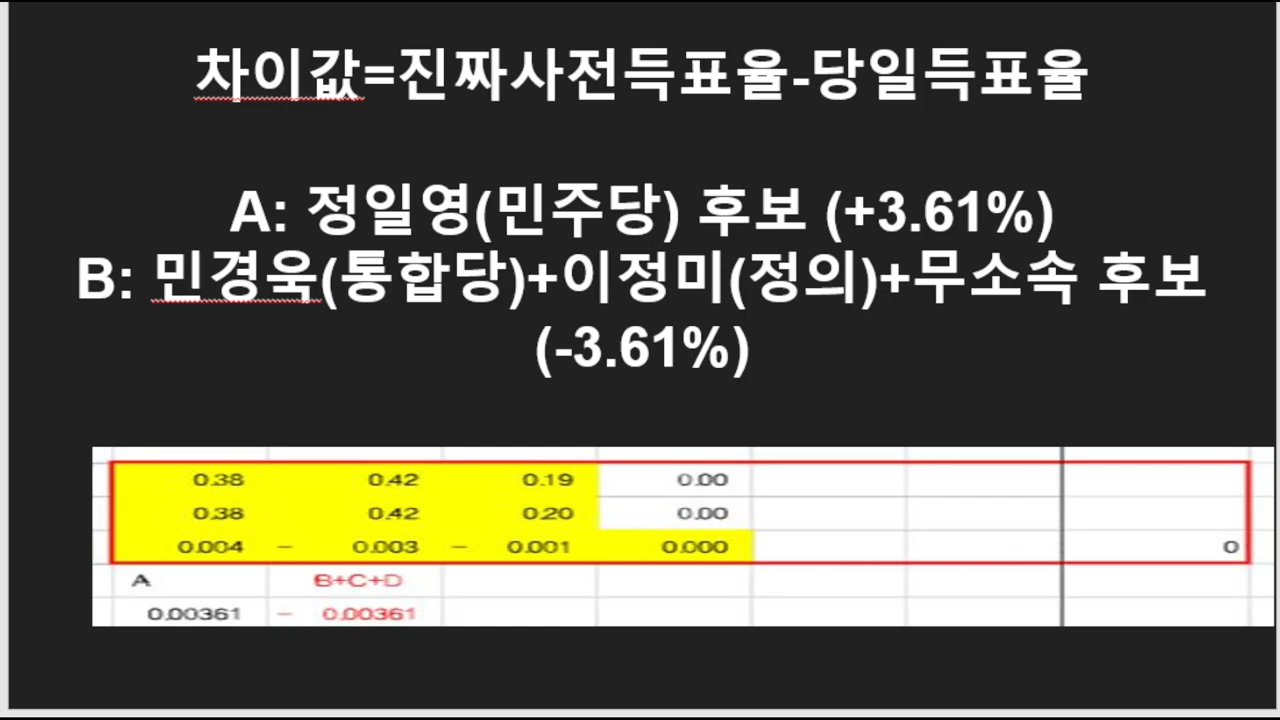 차이값=진짜사전득표율-당일득표율
A: 정일영(민주당) 후보 (+3.61%)
B: 민경욱(통합당)+이정미(정의)+무소속 후보
(-3.61%)
0.38 0.42 0.19 0.00
0.38 0.42 0.20 0.00
0.004 - 0.003 - 0.001 0.000 0
A B+C+D
0.00361 - 0.00361